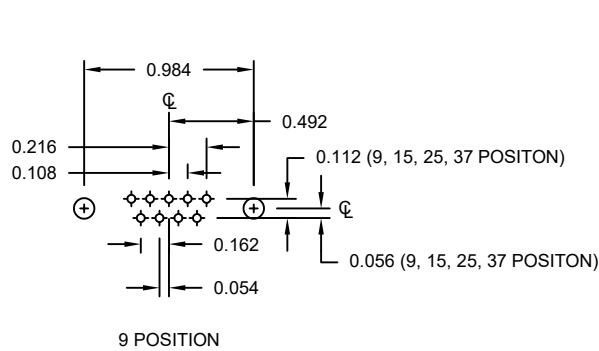 0.984
℄
0.492
0.216
0.112 (9, 15, 25, 37 POSITON)
0.108
℄
0.162
0.056 (9, 15, 25, 37 POSITON)
0.054
9 POSITION